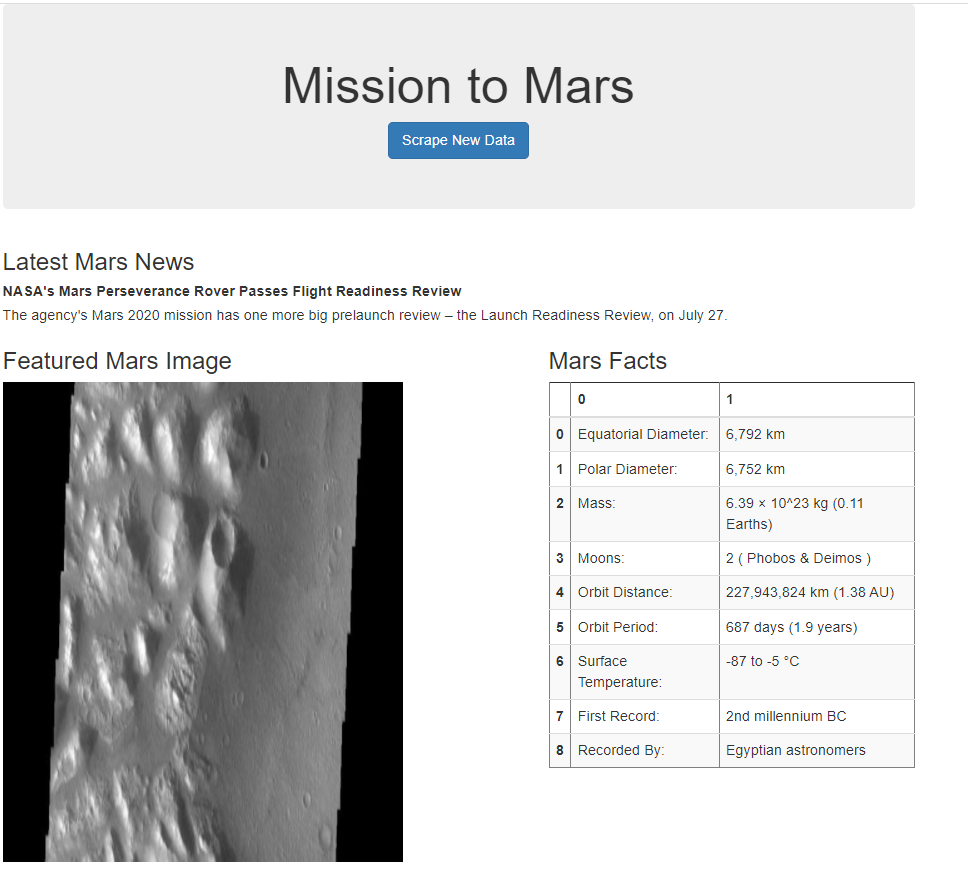 Mission to Mars
Scrape New Data
Latest Mars News
NASA's Mars Perseverance Rover Passes Flight Readiness Review
The agency's Mars 2020 mission has one more big prelaunch review – the Launch Readiness Review, on July 27.
Featured Mars Image
Mars Facts
0 1
0 Equatorial Diameter: 6,792 km
1 Polar Diameter: 6,752 km
2 Mass: 6.39 × 10^23 kg (0.11
Earths)
3 Moons: 2 ( Phobos & Deimos )
4 Orbit Distance: 227,943,824 km (1.38 AU)
5 Orbit Period: 687 days (1.9 years)
6 Surface -87 to -5 °C
Temperature:
7 First Record: 2nd millennium BC
8 Recorded By: Egyptian astronomers